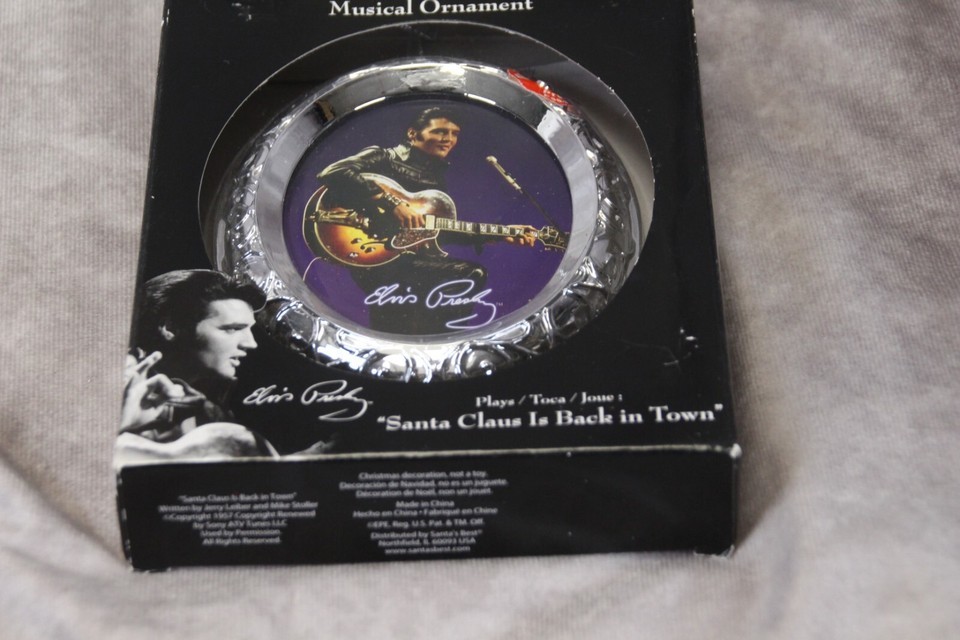 Musical Ornament
Elvis Presley
Elvis Presley
Plays / Toca / Joue :
"Santa Claus Is Back in Town"
"Santa Claus Is Back in Town"
Written by Jerry Leiber and Mike Stoller
©Copyright 1957 Copyright Renewed
by Sony ATV Tunes LLC
Used by Permission.
All Rights Reserved.
Christmas decoration, not a toy.
Decoración de Navidad, no es un juguete.
Décoration de Noël, non un jouet.
Made in China
Hecho en China • Fabriqué en Chine
©EPE, Reg. U.S. Pat. & TM. Off.
Distributed by Santa's Best®
Northfield, IL 60093 USA
www.santasbest.com